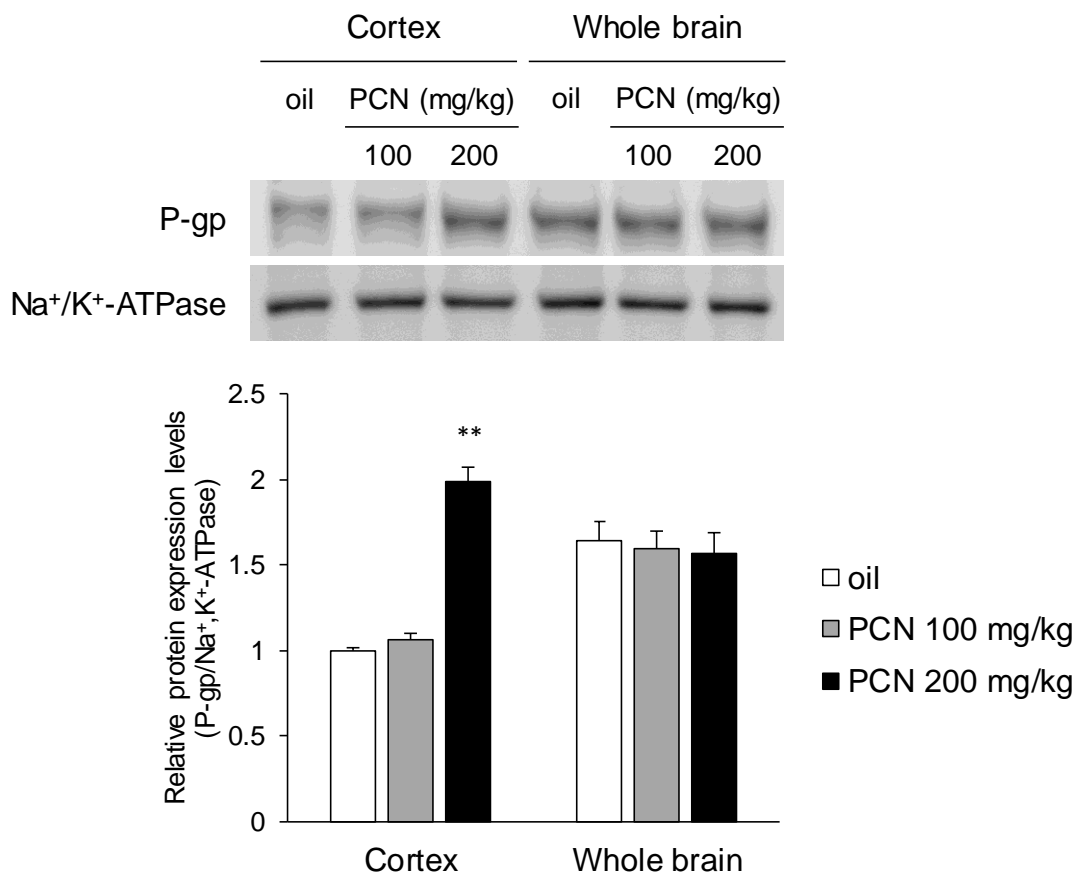 Cortex Whole brain
oil PCN (mg/kg) oil PCN (mg/kg)
100 200 100 200
P-gp
Na⁺/K⁺-ATPase
Relative protein expression levels
(P-gp/Na⁺,K⁺-ATPase)
2.5
2
1.5
1
0.5
0
**
Cortex Whole brain
oil
PCN 100 mg/kg
PCN 200 mg/kg